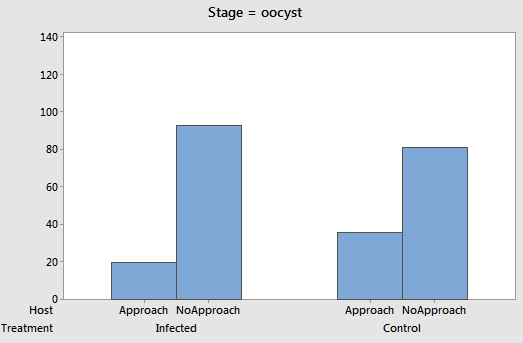 Stage = oocyst
140
120
100
80
60
40
20
0
Host Approach NoApproach Approach NoApproach
Treatment Infected Control